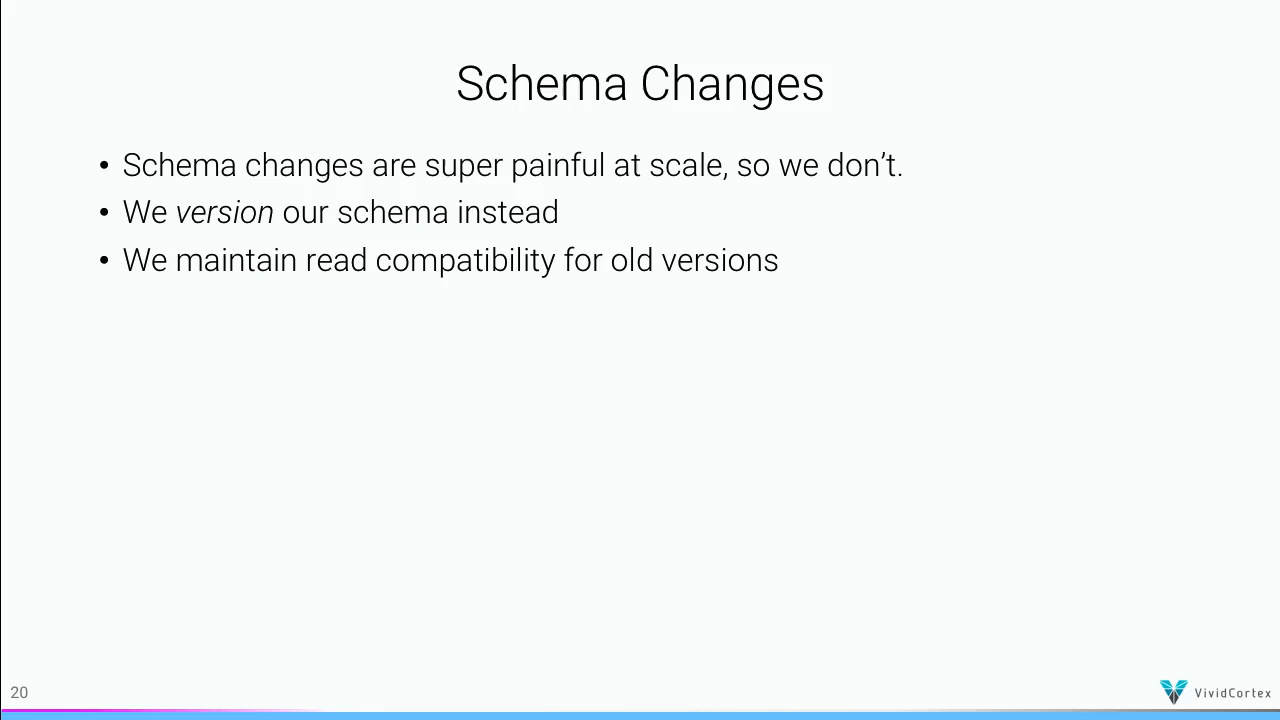 Schema Changes
• Schema changes are super painful at scale, so we don’t.
• We version our schema instead
• We maintain read compatibility for old versions
20
VividCortex